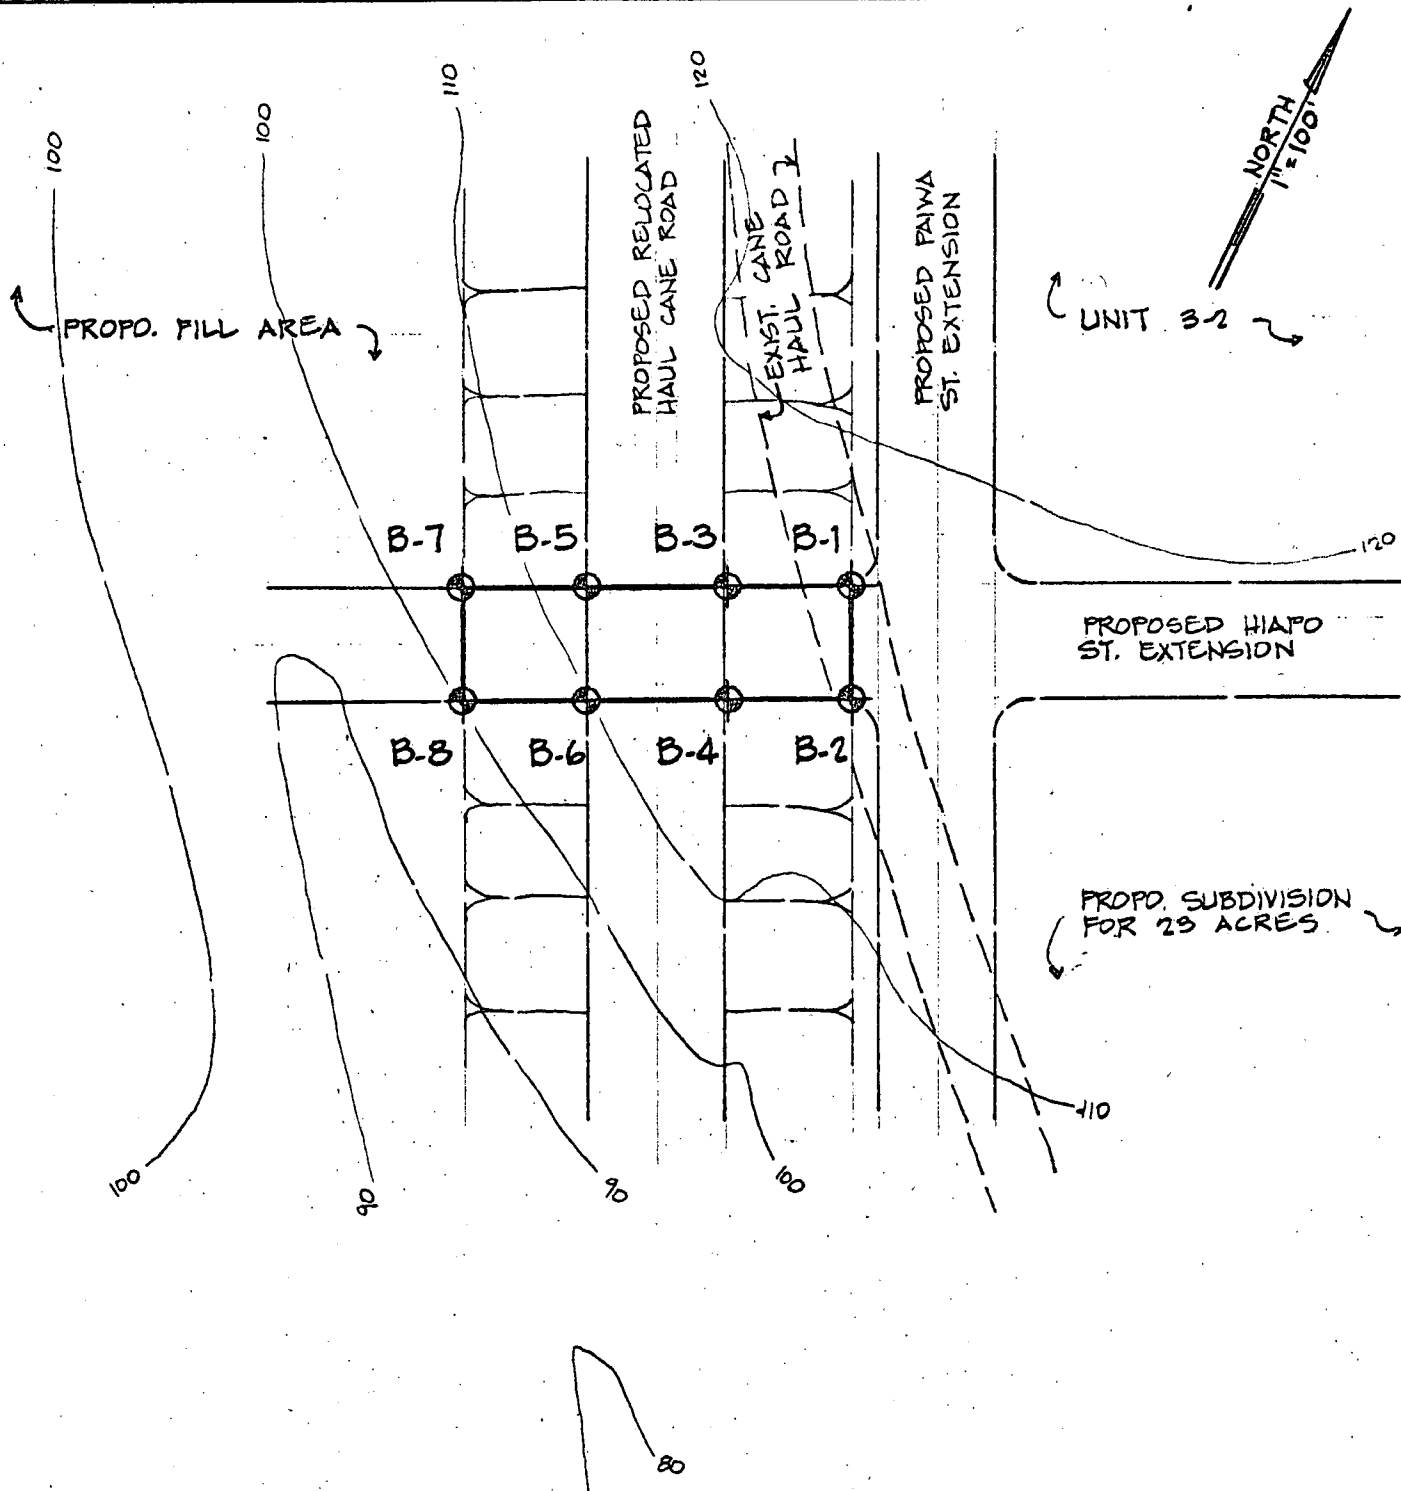 100
100
110
120
NORTH
1"=100'
PROPOSED RELOCATED
HAUL CANE ROAD
EXIST. CANE
HAUL ROAD
PROPOSED PAIWA
ST. EXTENSION
PROPO. FILL AREA
UNIT 3-2
B-7
B-5
B-3
B-1
120
PROPOSED HIAPO
ST. EXTENSION
B-8
B-6
B-4
B-2
PROPO. SUBDIVISION
FOR 23 ACRES
110
100
90
90
100
80